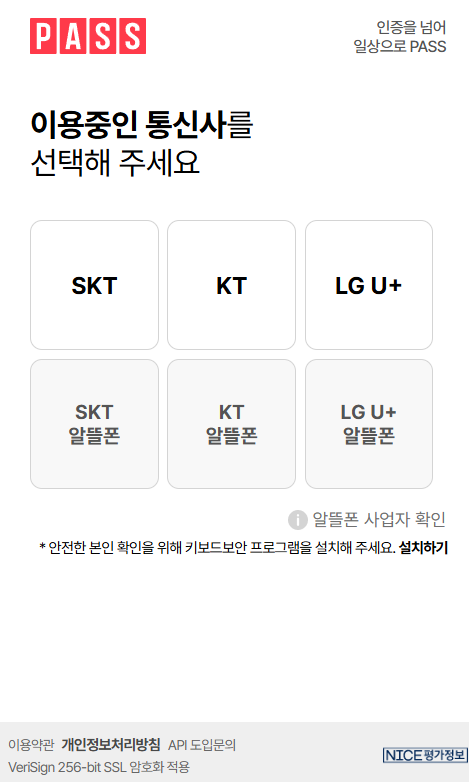 PASS
인증을 넘어
일상으로 PASS
이용중인 통신사를
선택해 주세요
SKT
KT
LG U+
SKT
알뜰폰
KT
알뜰폰
LG U+
알뜰폰
i 알뜰폰 사업자 확인
* 안전한 본인 확인을 위해 키보드보안 프로그램을 설치해 주세요. 설치하기
이용약관 개인정보처리방침 API 도입문의
VeriSign 256-bit SSL 암호화 적용
NICE평가정보